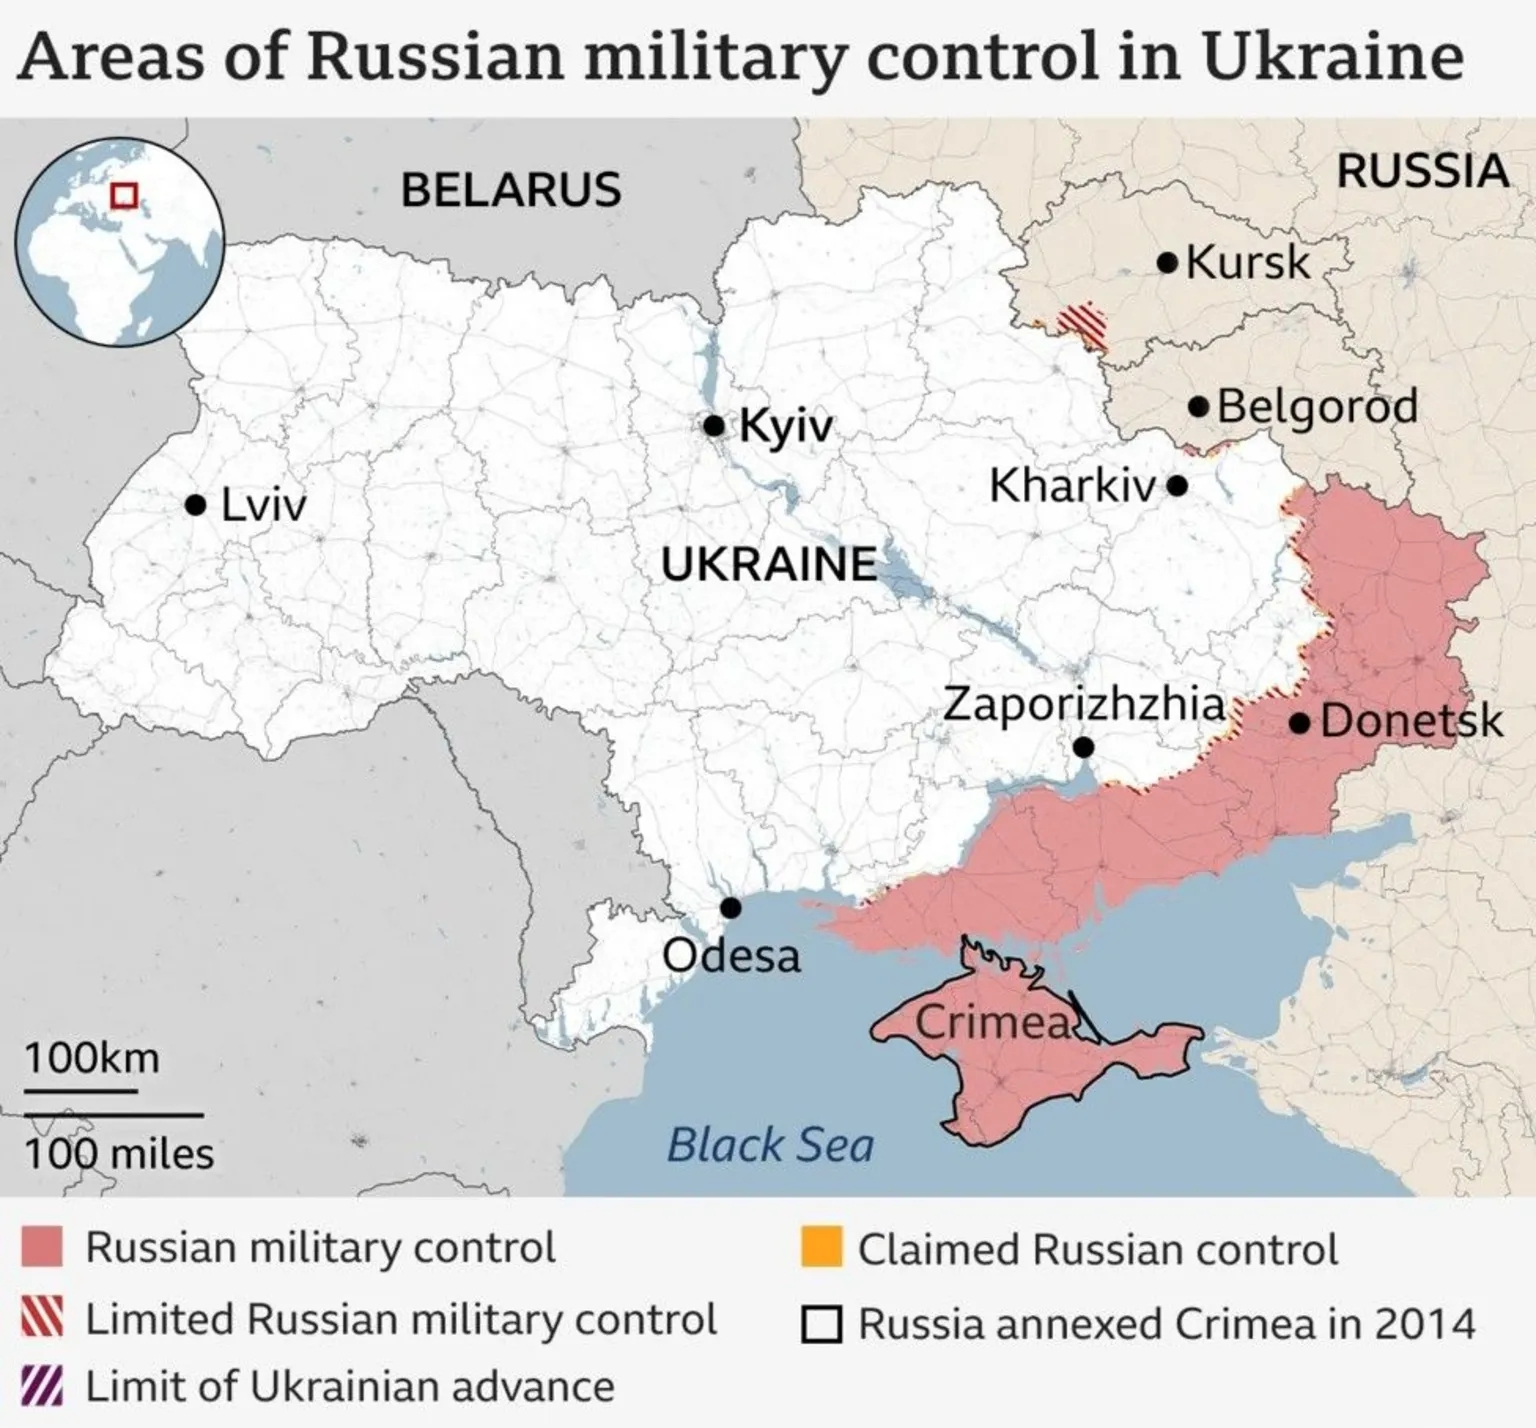 Areas of Russian military control in Ukraine
BELARUS
RUSSIA
Kursk
Belgorod
Kyiv
Kharkiv
Lviv
UKRAINE
Zaporizhzhia
Donetsk
Odesa
Crimea
100km
100 miles
Black Sea
Russian military control
Limited Russian military control
Limit of Ukrainian advance
Claimed Russian control
Russia annexed Crimea in 2014